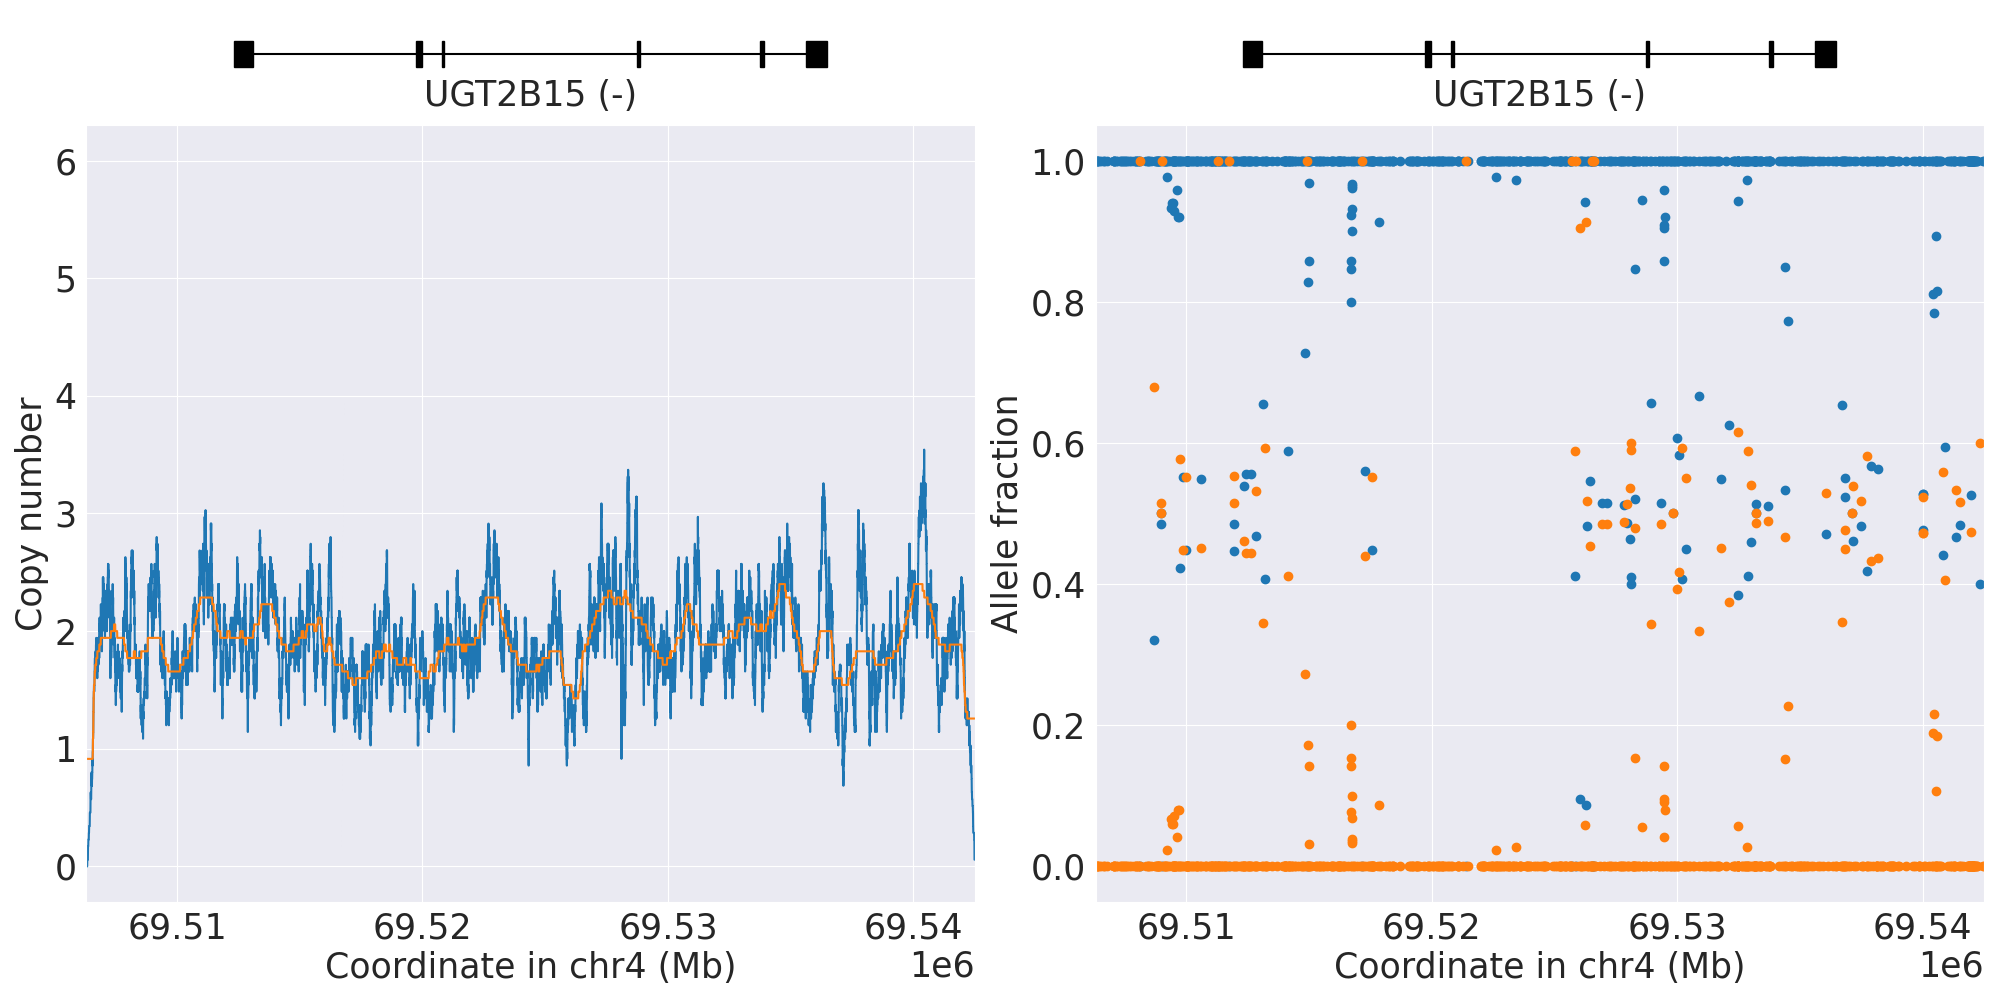 UGT2B15 (-)
Copy number
6
5
4
3
2
1
0
69.51 69.52 69.53 69.54
Coordinate in chr4 (Mb)
1e6
UGT2B15 (-)
Allele fraction
1.0
0.8
0.6
0.4
0.2
0.0
69.51 69.52 69.53 69.54
Coordinate in chr4 (Mb)
1e6